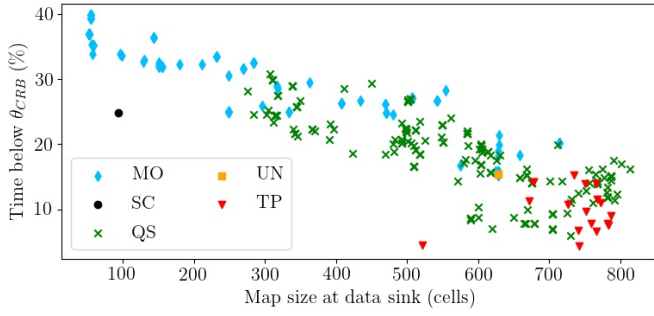 40
30
20
10
Time below θ_CRB (%)
MO
SC
QS
UN
TP
100 200 300 400 500 600 700 800
Map size at data sink (cells)